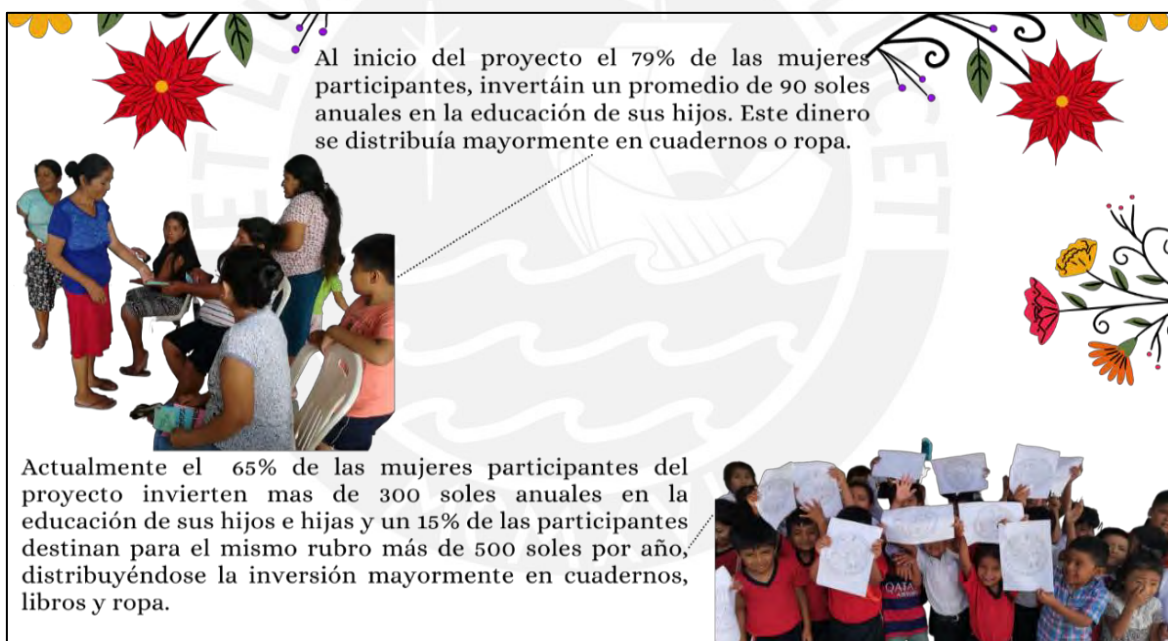 Al inicio del proyecto el 79% de las mujeres
participantes, invertáin un promedio de 90 soles
anuales en la educación de sus hijos. Este dinero
se distribuía mayormente en cuadernos o ropa.
Actualmente el 65% de las mujeres participantes del
proyecto invierten mas de 300 soles anuales en la
educación de sus hijos e hijas y un 15% de las participantes
destinan para el mismo rubro más de 500 soles por año,
distribuyéndose la inversión mayormente en cuadernos,
libros y ropa.